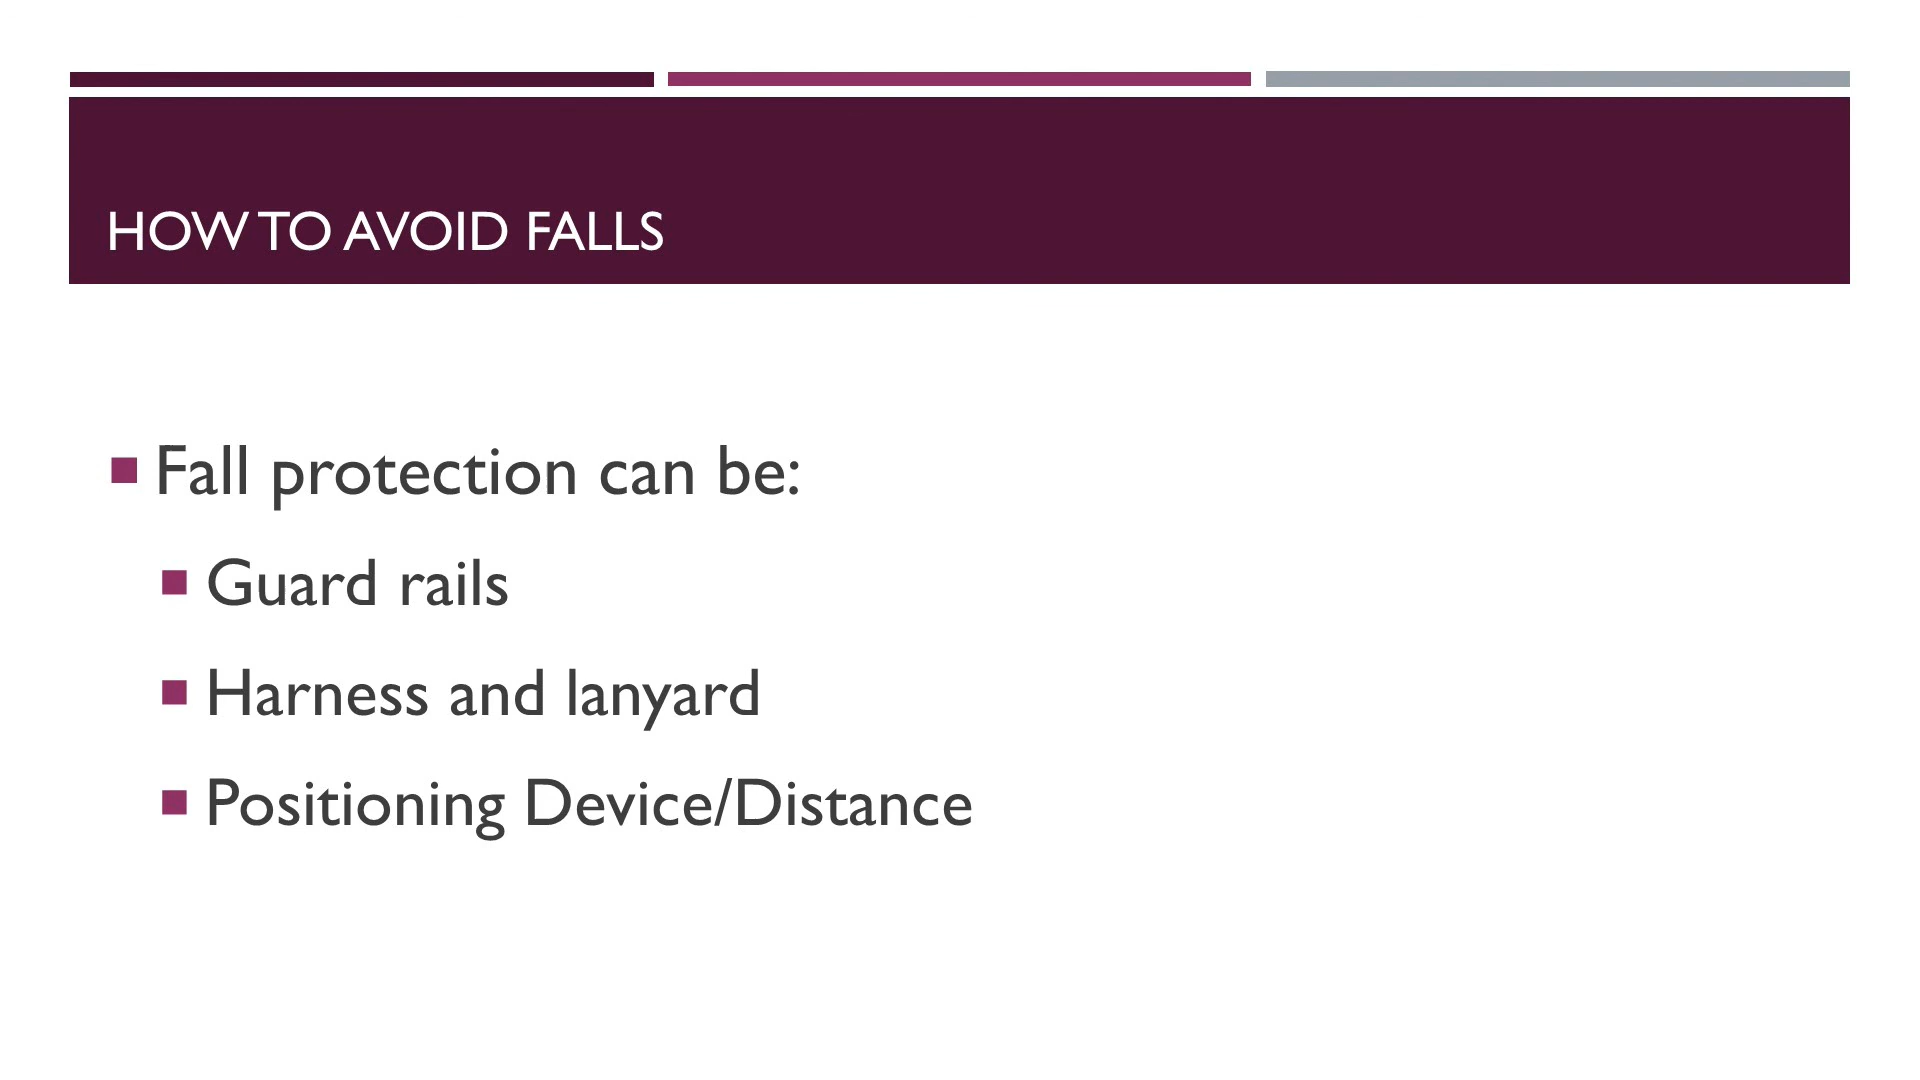 HOW TO AVOID FALLS
Fall protection can be:
Guard rails
Harness and lanyard
Positioning Device/Distance